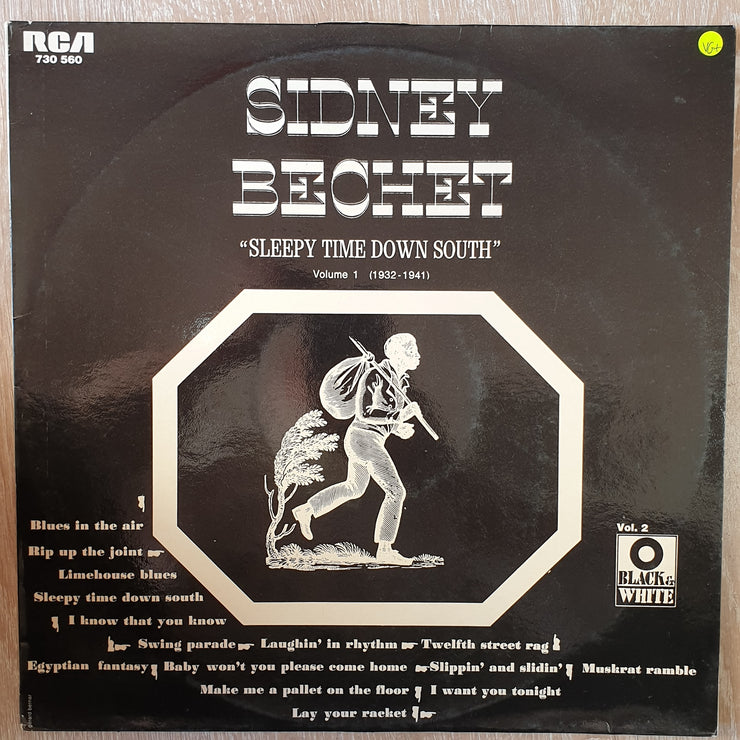 RCA
730 560
VG+
SIDNEY
BECHET
“SLEEPY TIME DOWN SOUTH”
Volume 1 (1932-1941)
Blues in the air
Rip up the joint
Limehouse blues
Sleepy time down south
I know that you know
Swing parade Laughin’ in rhythm Twelfth street rag
Egyptian fantasy Baby won’t you please come home Slippin’ and slidin’ Muskrat ramble
Make me a pallet on the floor I want you tonight
Lay your racket
Vol. 2
BLACK &
WHITE